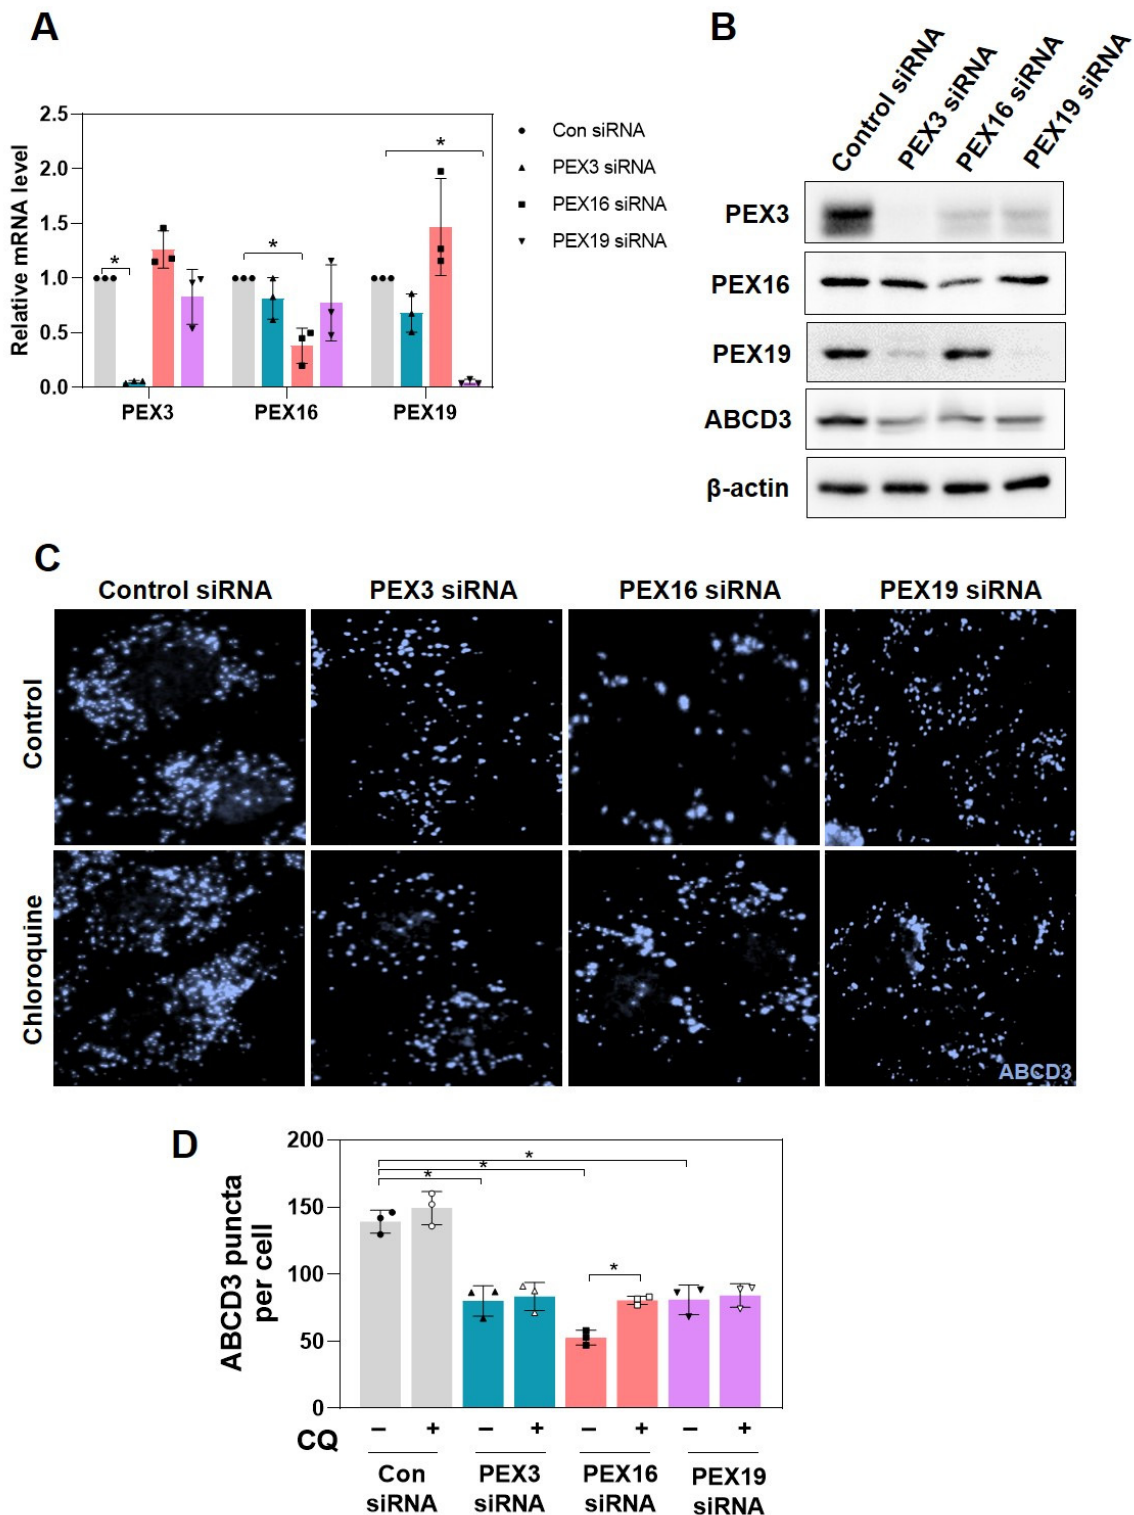 A
2.5
2.0
1.5
1.0
0.5
0.0
Relative mRNA level
*
*
*
PEX3
PEX16
PEX19
Con siRNA
PEX3 siRNA
PEX16 siRNA
PEX19 siRNA
B
Control siRNA
PEX3 siRNA
PEX16 siRNA
PEX19 siRNA
PEX3
PEX16
PEX19
ABCD3
β-actin
C
Control siRNA
PEX3 siRNA
PEX16 siRNA
PEX19 siRNA
Control
Chloroquine
ABCD3
D
200
150
100
50
0
ABCD3 puncta
per cell
*
*
*
*
CQ
– + – + – + – +
Con
siRNA
PEX3
siRNA
PEX16
siRNA
PEX19
siRNA